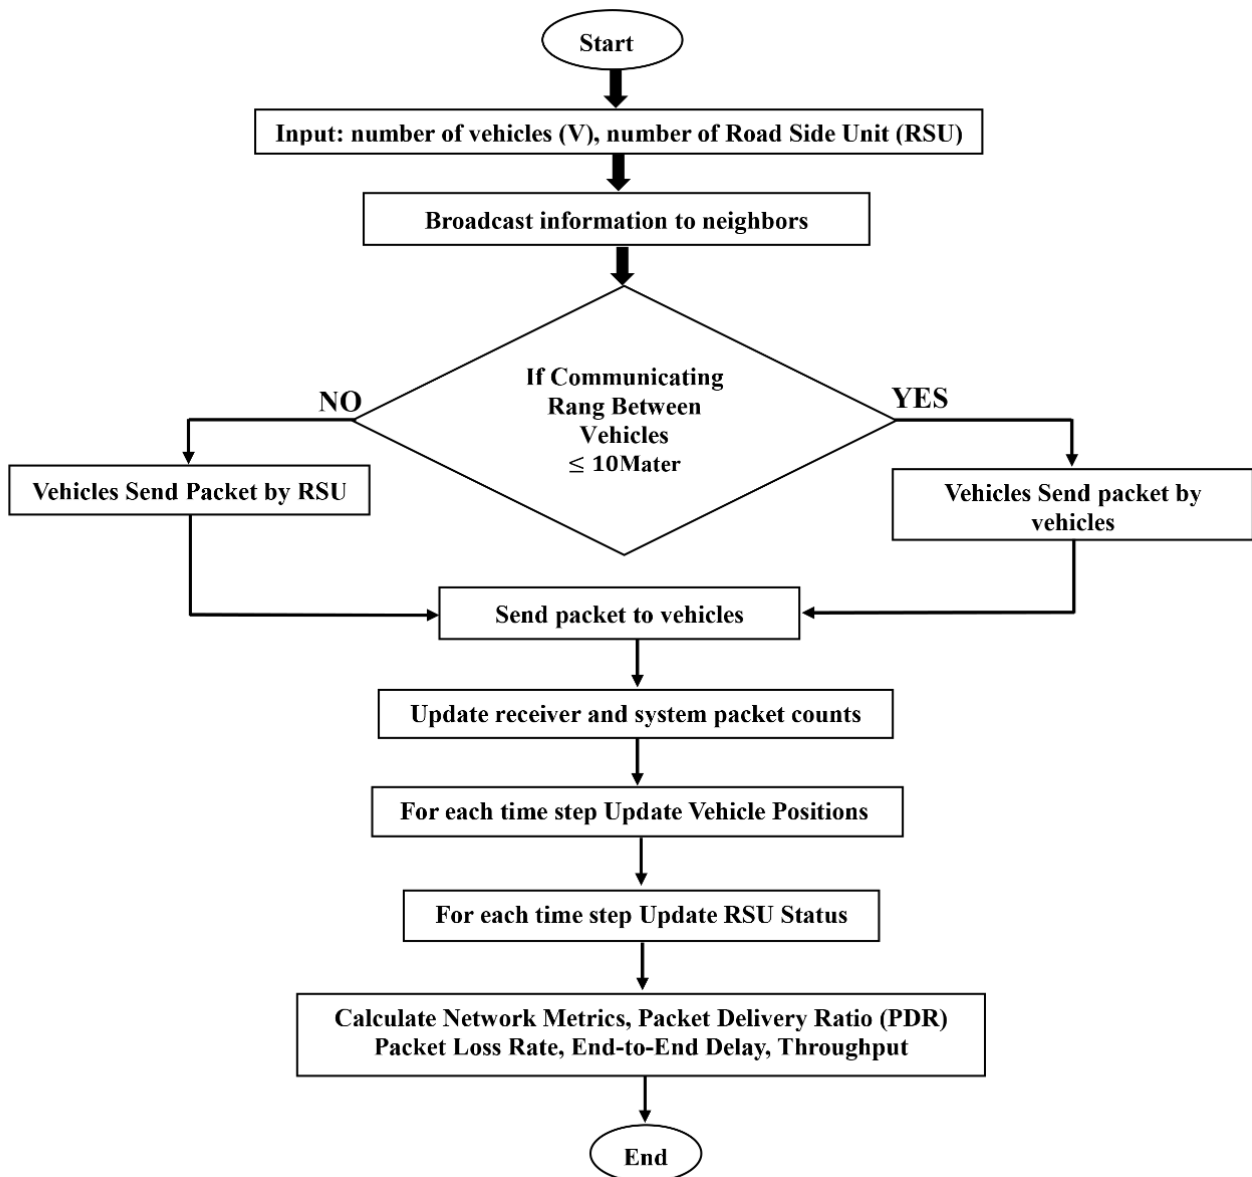 Start
Input: number of vehicles (V), number of Road Side Unit (RSU)
Broadcast information to neighbors
If Communicating
Rang Between
Vehicles
≤ 10Mater
NO
YES
Vehicles Send Packet by RSU
Vehicles Send packet by
vehicles
Send packet to vehicles
Update receiver and system packet counts
For each time step Update Vehicle Positions
For each time step Update RSU Status
Calculate Network Metrics, Packet Delivery Ratio (PDR)
Packet Loss Rate, End-to-End Delay, Throughput
End